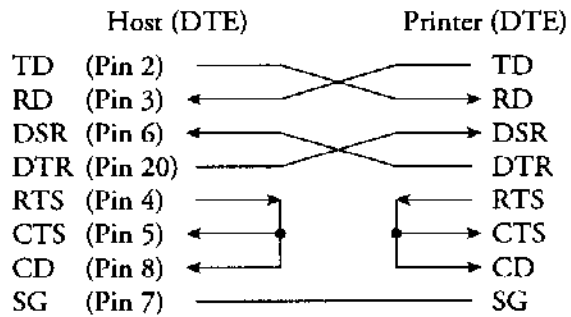 Host (DTE) Printer (DTE)
TD (Pin 2) TD
RD (Pin 3) RD
DSR (Pin 6) DSR
DTR (Pin 20) DTR
RTS (Pin 4) RTS
CTS (Pin 5) CTS
CD (Pin 8) CD
SG (Pin 7) SG